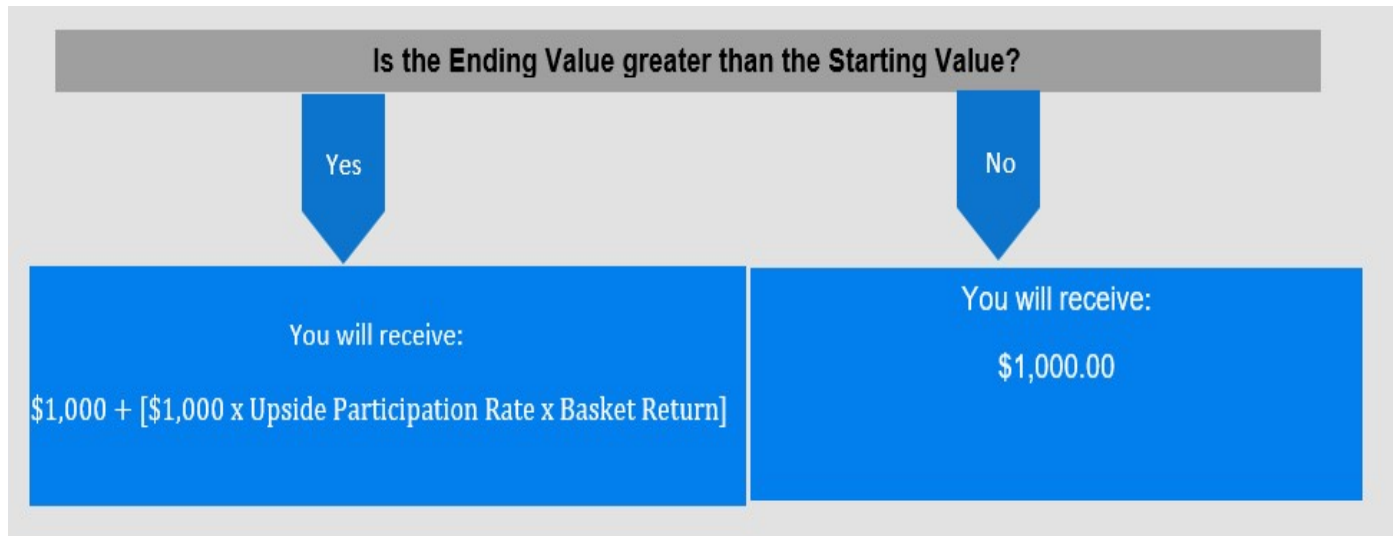 Is the Ending Value greater than the Starting Value?
Yes
No
You will receive:
$1,000 + [$1,000 x Upside Participation Rate x Basket Return]
You will receive:
$1,000.00